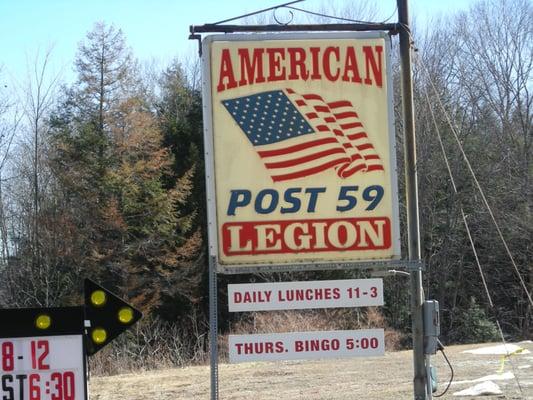 AMERICAN
POST 59
LEGION
DAILY LUNCHES 11-3
THURS. BINGO 5:00
8-12
ST 6:30